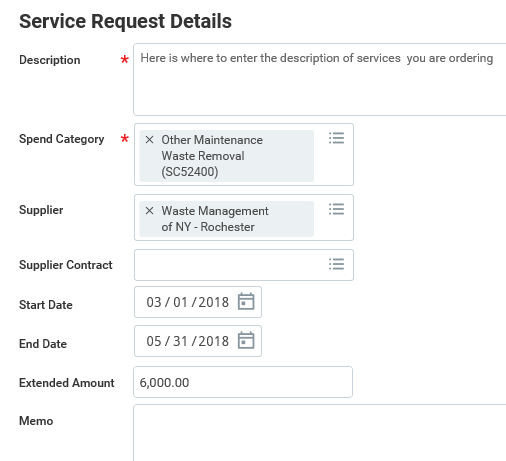 Service Request Details
Description * Here is where to enter the description of services you are ordering
Spend Category * × Other Maintenance
Waste Removal
(SC52400)
Supplier × Waste Management
of NY - Rochester
Supplier Contract
Start Date 03 / 01 / 2018
End Date 05 / 31 / 2018
Extended Amount 6,000.00
Memo